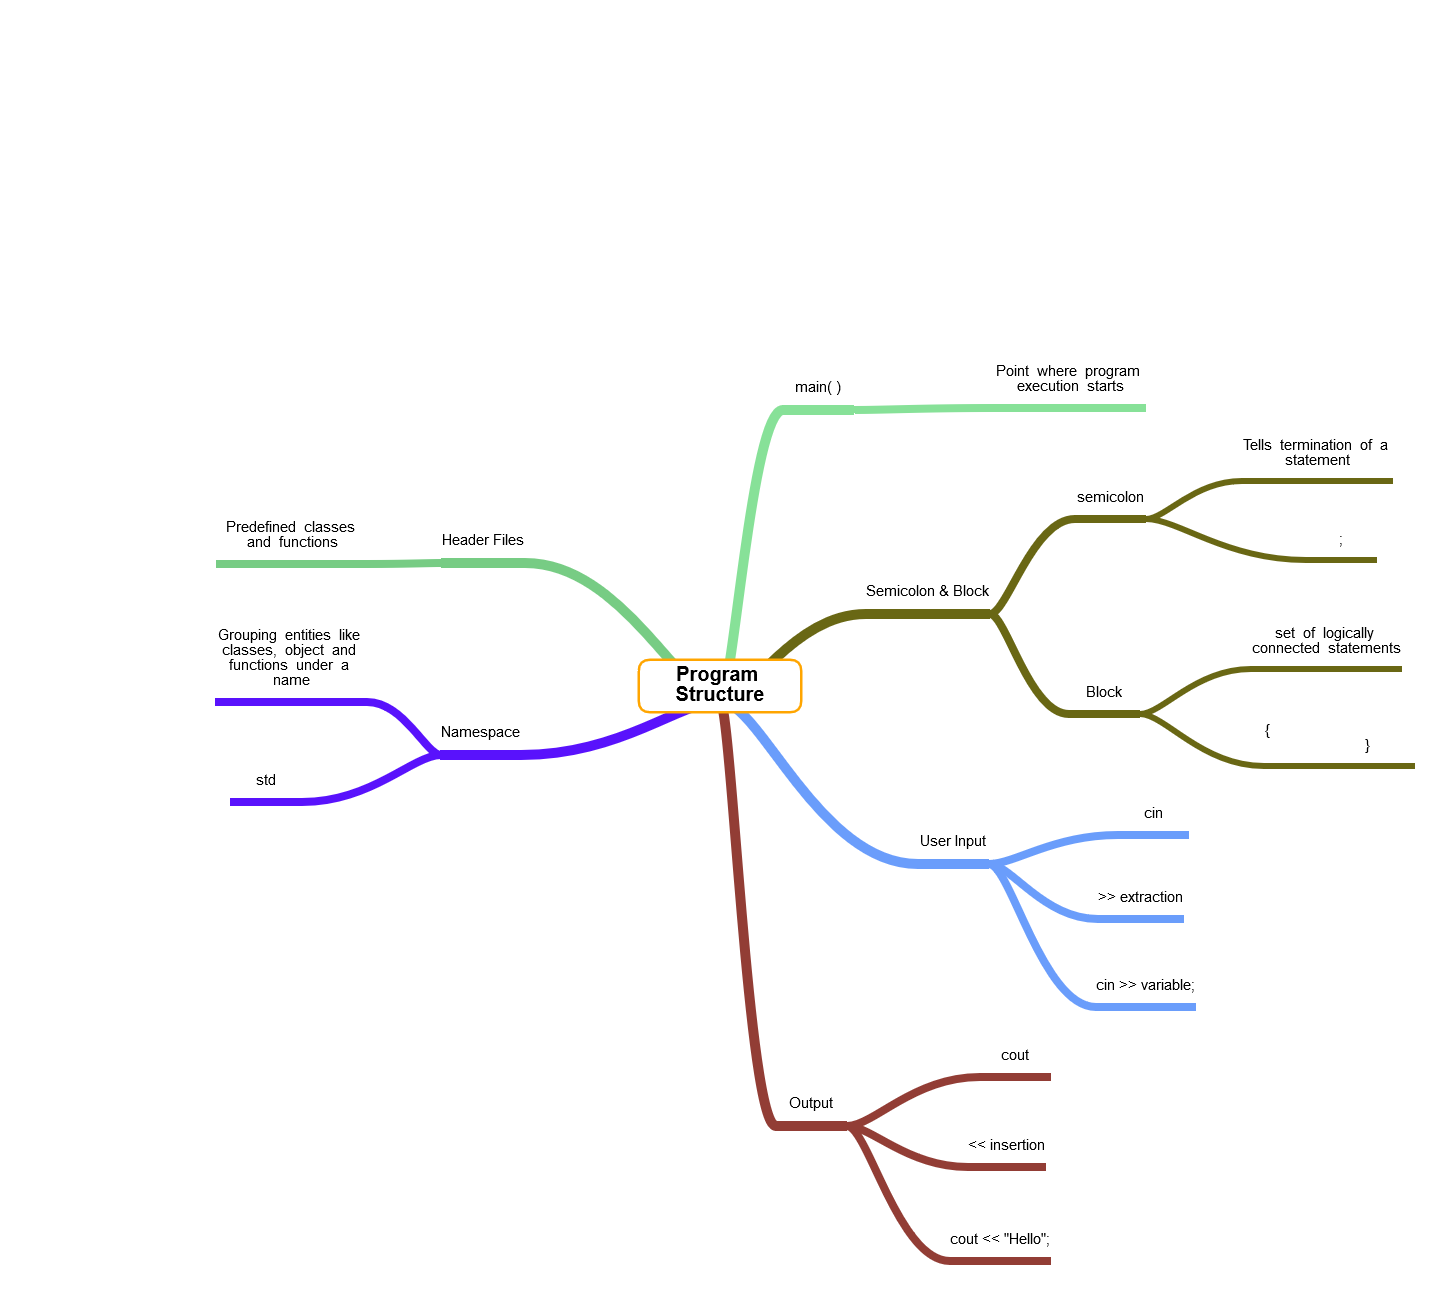 Program
Structure
main( )
Point where program
execution starts
Semicolon & Block
semicolon
Tells termination of a
statement
;
Block
set of logically
connected statements
{
}
User Input
cin
>> extraction
cin >> variable;
Output
cout
<< insertion
cout << "Hello";
Namespace
Grouping entities like
classes, object and
functions under a
name
std
Header Files
Predefined classes
and functions